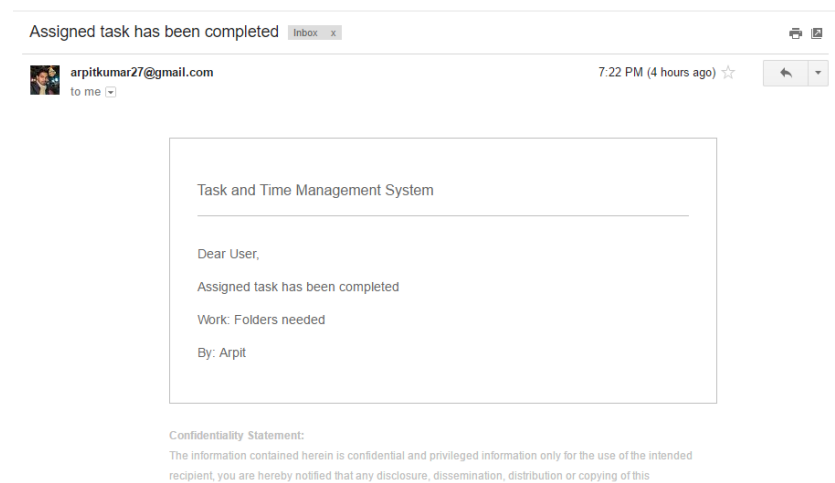 Assigned task has been completed Inbox x
arpitkumar27@gmail.com 7:22 PM (4 hours ago)
to me
Task and Time Management System
Dear User,
Assigned task has been completed
Work: Folders needed
By: Arpit
Confidentiality Statement:
The information contained herein is confidential and privileged information only for the use of the intended
recipient, you are hereby notified that any disclosure, dissemination, distribution or copying of this